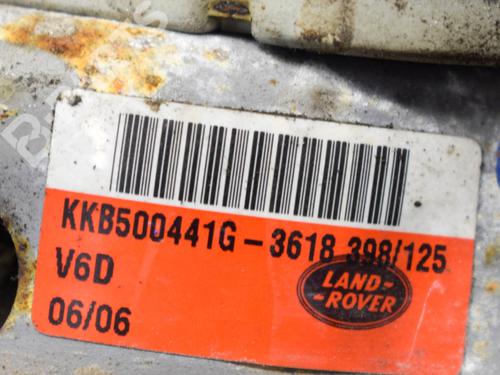 KKB500441G-3618 398/125
V6D
LAND-
-ROVER
06/06